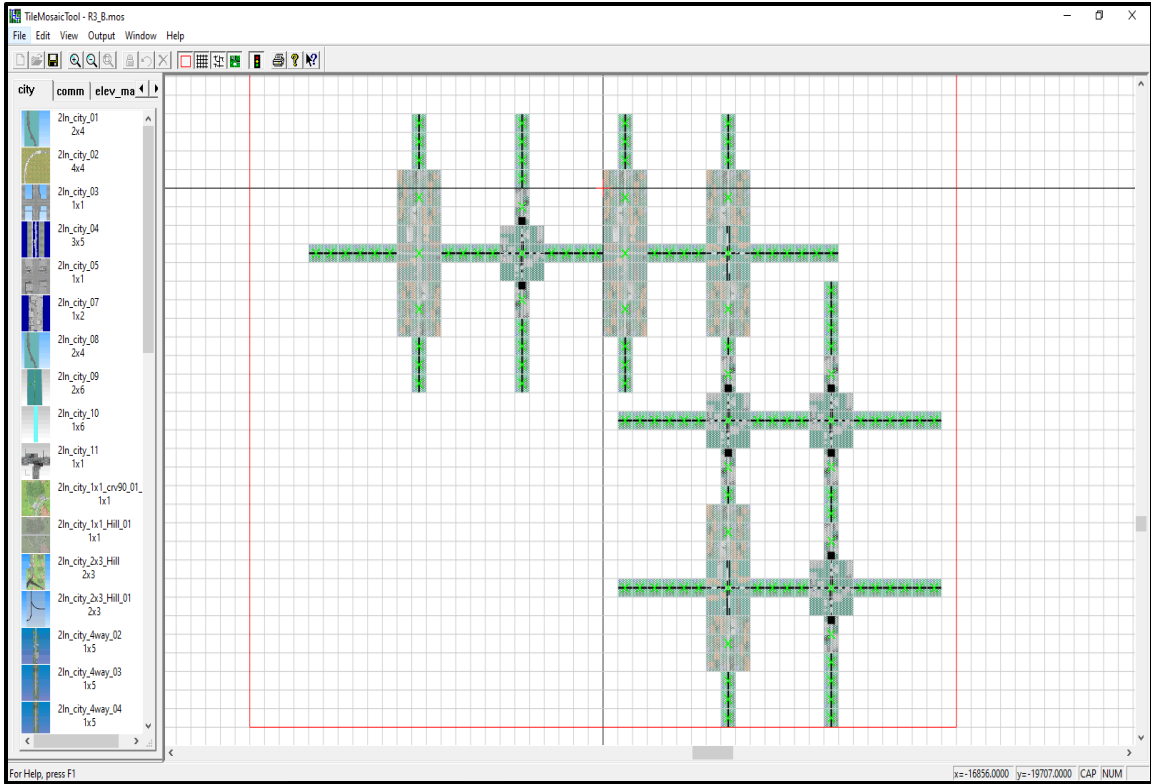 TileMosaicTool - R3_B.mos
File Edit View Output Window Help
city comm elev_ma
2ln_city_01
2x4
2ln_city_02
4x4
2ln_city_03
1x1
2ln_city_04
3x5
2ln_city_05
1x1
2ln_city_07
1x2
2ln_city_08
2x4
2ln_city_09
2x6
2ln_city_10
1x6
2ln_city_11
1x1
2ln_city_1x1_crv90_01_
1x1
2ln_city_1x1_Hill_01
1x1
2ln_city_2x3_Hill
2x3
2ln_city_2x3_Hill_01
2x3
2ln_city_4way_02
1x5
2ln_city_4way_03
1x5
2ln_city_4way_04
1x5
For Help, press F1 x=-16856.0000 y=-19707.0000 CAP NUM